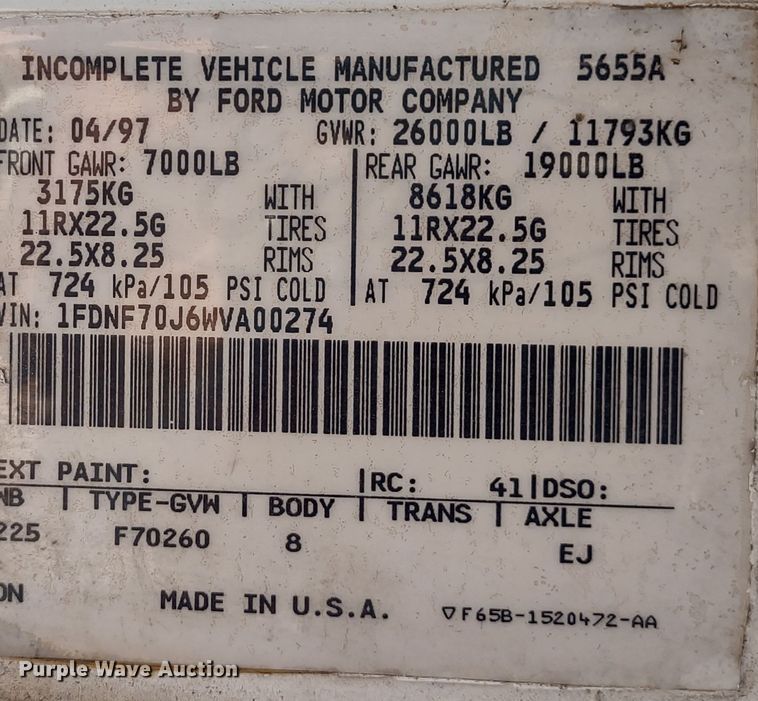 INCOMPLETE VEHICLE MANUFACTURED 5655A
BY FORD MOTOR COMPANY
DATE: 04/97 GVWR: 26000LB / 11793KG
FRONT GAWR: 7000LB REAR GAWR: 19000LB
3175KG WITH 8618KG WITH
11RX22.5G TIRES 11RX22.5G TIRES
22.5X8.25 RIMS 22.5X8.25 RIMS
AT 724 kPa/105 PSI COLD AT 724 kPa/105 PSI COLD
VIN: 1FDNF70J6WVA00274
EXT PAINT: |RC: 41|DSO:
WB | TYPE-GVW | BODY | TRANS | AXLE
225 F70260 8 EJ
MADE IN U.S.A. ▽F65B-1520472-AA
Purple Wave Auction